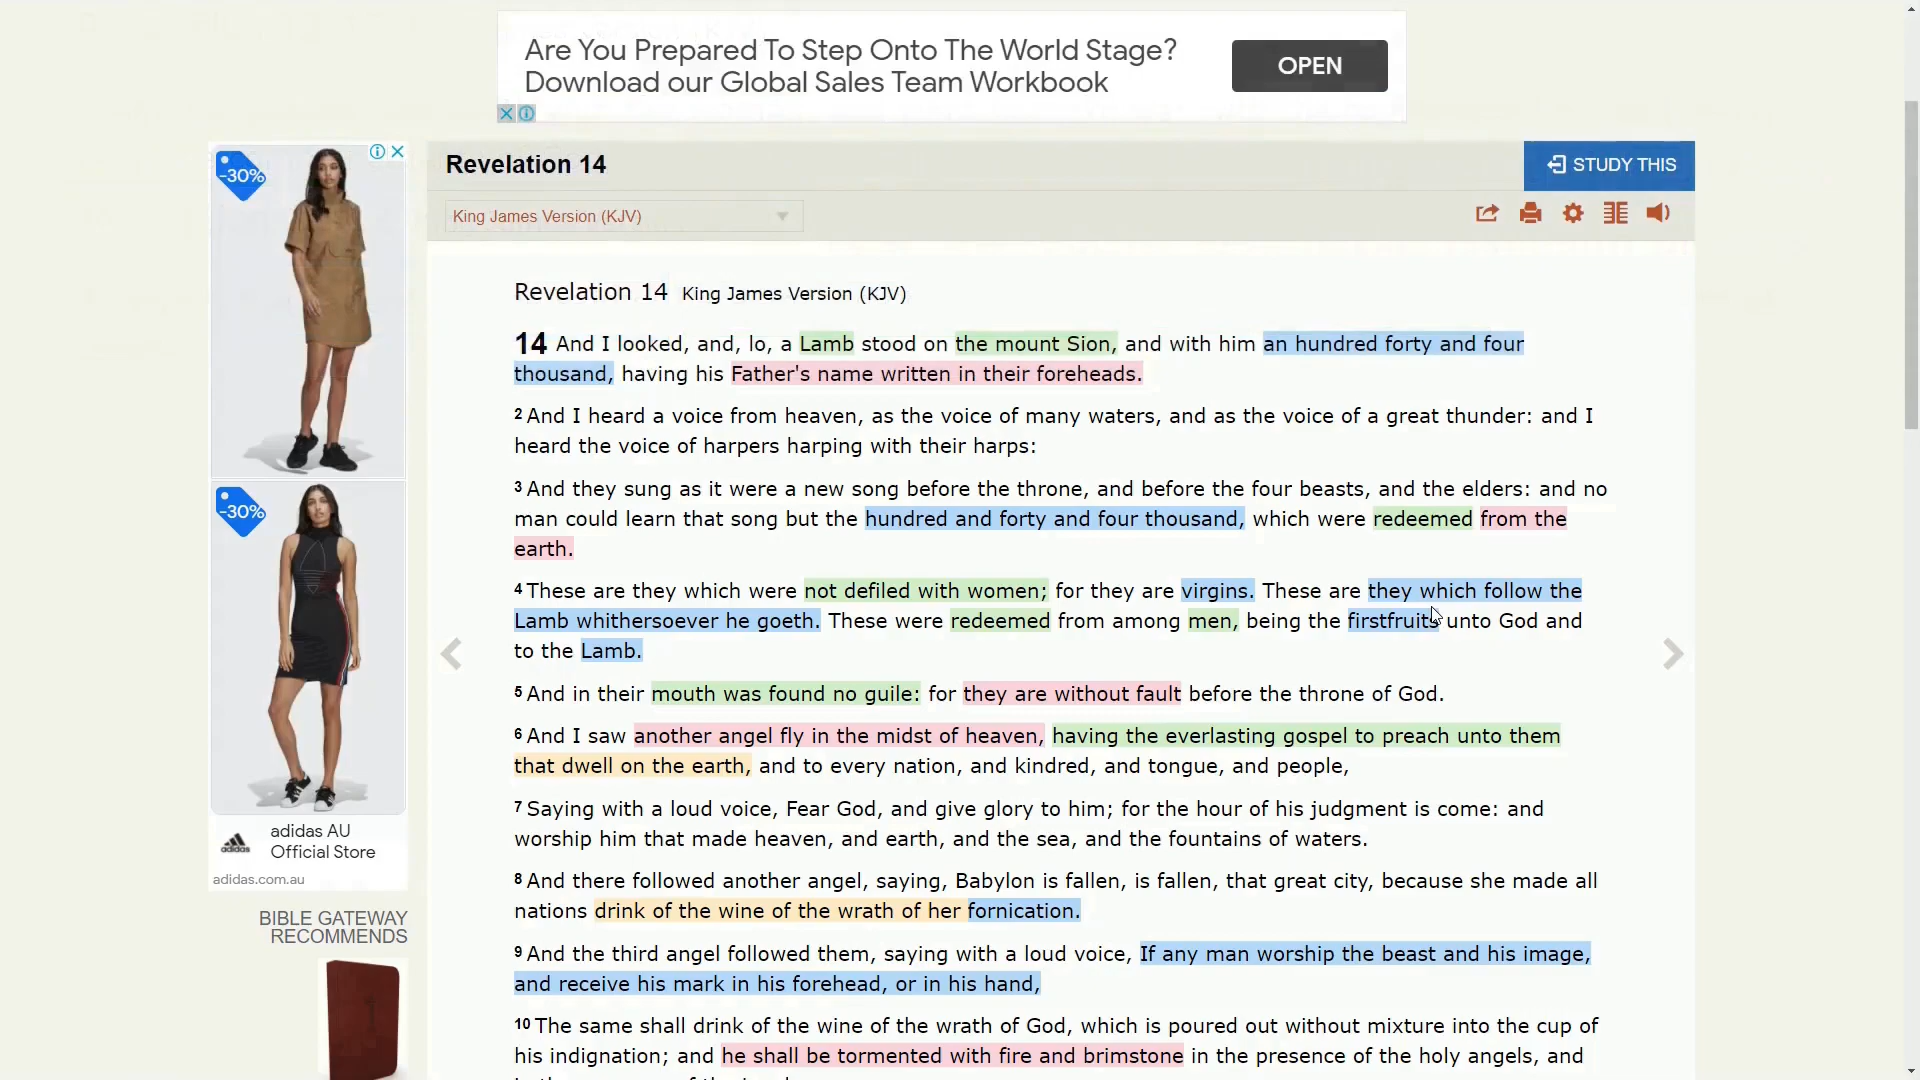 Are You Prepared To Step Onto The World Stage?
Download our Global Sales Team Workbook
OPEN
-30%
-30%
adidas
adidas AU
Official Store
adidas.com.au
BIBLE GATEWAY
RECOMMENDS
Revelation 14
STUDY THIS
King James Version (KJV)
Revelation 14 King James Version (KJV)
14 And I looked, and, lo, a Lamb stood on the mount Sion, and with him an hundred forty and four
thousand, having his Father's name written in their foreheads.
2 And I heard a voice from heaven, as the voice of many waters, and as the voice of a great thunder: and I
heard the voice of harpers harping with their harps:
3 And they sung as it were a new song before the throne, and before the four beasts, and the elders: and no
man could learn that song but the hundred and forty and four thousand, which were redeemed from the
earth.
4 These are they which were not defiled with women; for they are virgins. These are they which follow the
Lamb whithersoever he goeth. These were redeemed from among men, being the firstfruits unto God and
to the Lamb.
5 And in their mouth was found no guile: for they are without fault before the throne of God.
6 And I saw another angel fly in the midst of heaven, having the everlasting gospel to preach unto them
that dwell on the earth, and to every nation, and kindred, and tongue, and people,
7 Saying with a loud voice, Fear God, and give glory to him; for the hour of his judgment is come: and
worship him that made heaven, and earth, and the sea, and the fountains of waters.
8 And there followed another angel, saying, Babylon is fallen, is fallen, that great city, because she made all
nations drink of the wine of the wrath of her fornication.
9 And the third angel followed them, saying with a loud voice, If any man worship the beast and his image,
and receive his mark in his forehead, or in his hand,
10 The same shall drink of the wine of the wrath of God, which is poured out without mixture into the cup of
his indignation; and he shall be tormented with fire and brimstone in the presence of the holy angels, and